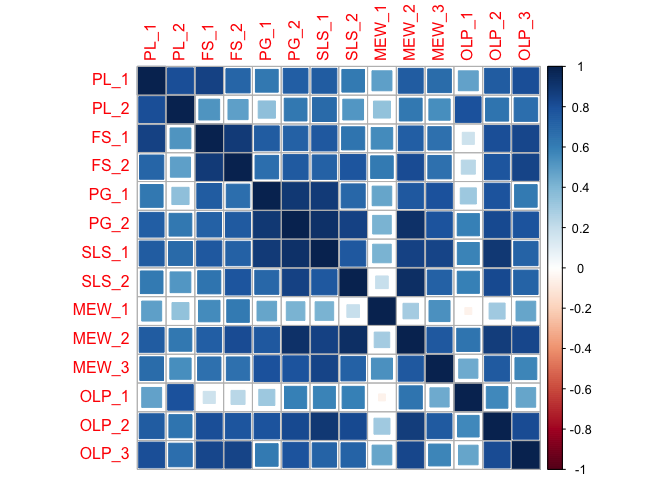 PL_1 PL_2 FS_1 FS_2 PG_1 PG_2 SLS_1 SLS_2 MEW_1 MEW_2 MEW_3 OLP_1 OLP_2 OLP_3
PL_1
PL_2
FS_1
FS_2
PG_1
PG_2
SLS_1
SLS_2
MEW_1
MEW_2
MEW_3
OLP_1
OLP_2
OLP_3
1
0.8
0.6
0.4
0.2
0
-0.2
-0.4
-0.6
-0.8
-1